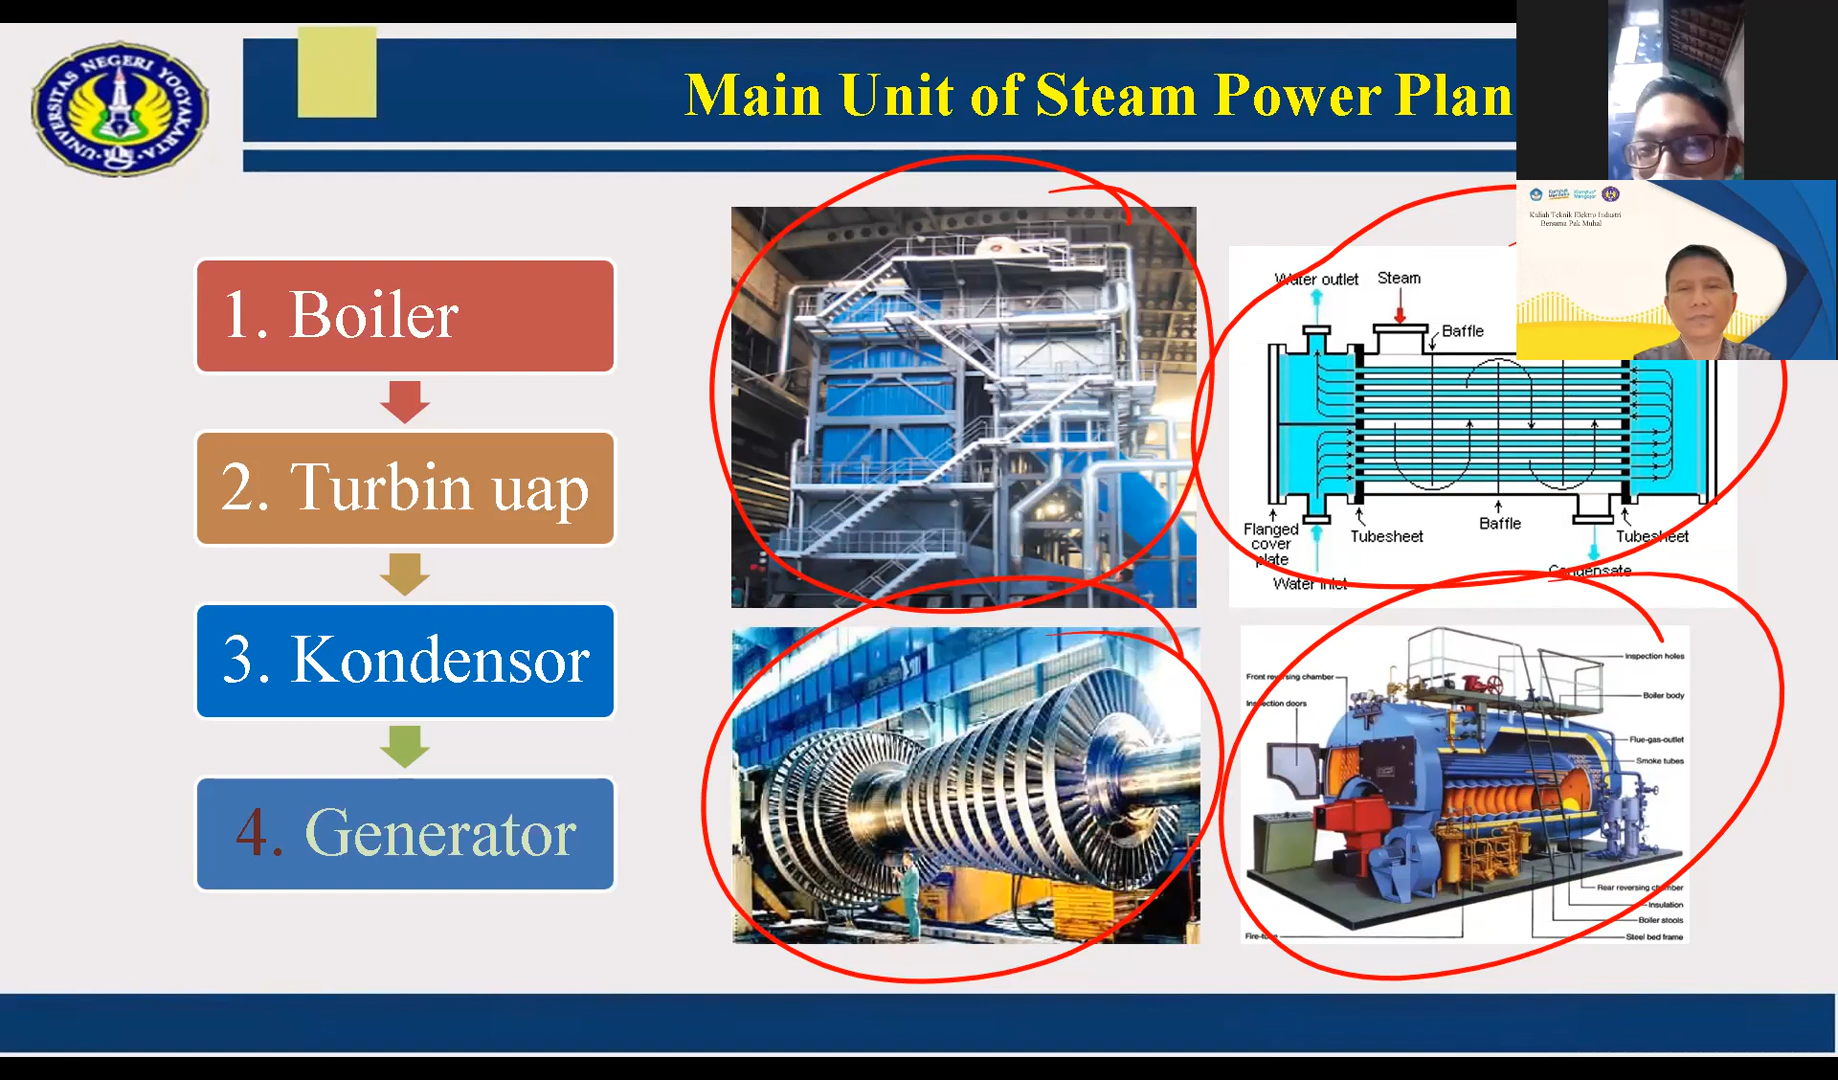 UNIVERSITAS NEGERI YOGYAKARTA
Main Unit of Steam Power Plan
Kuliah Teknik Elektro Industri
Bersama Pak Muhal
1. Boiler
2. Turbin uap
3. Kondensor
4. Generator
Water outlet
Steam
Baffle
Flanged
cover
plate
Tubesheet
Baffle
Tubesheet
Water inlet
Condensate
Inspection holes
Front reversing chamber
Boiler body
Inspection doors
Flue-gas-outlet
Smoke tubes
Rear reversing chamber
Insulation
Boiler stools
Steel bed frame